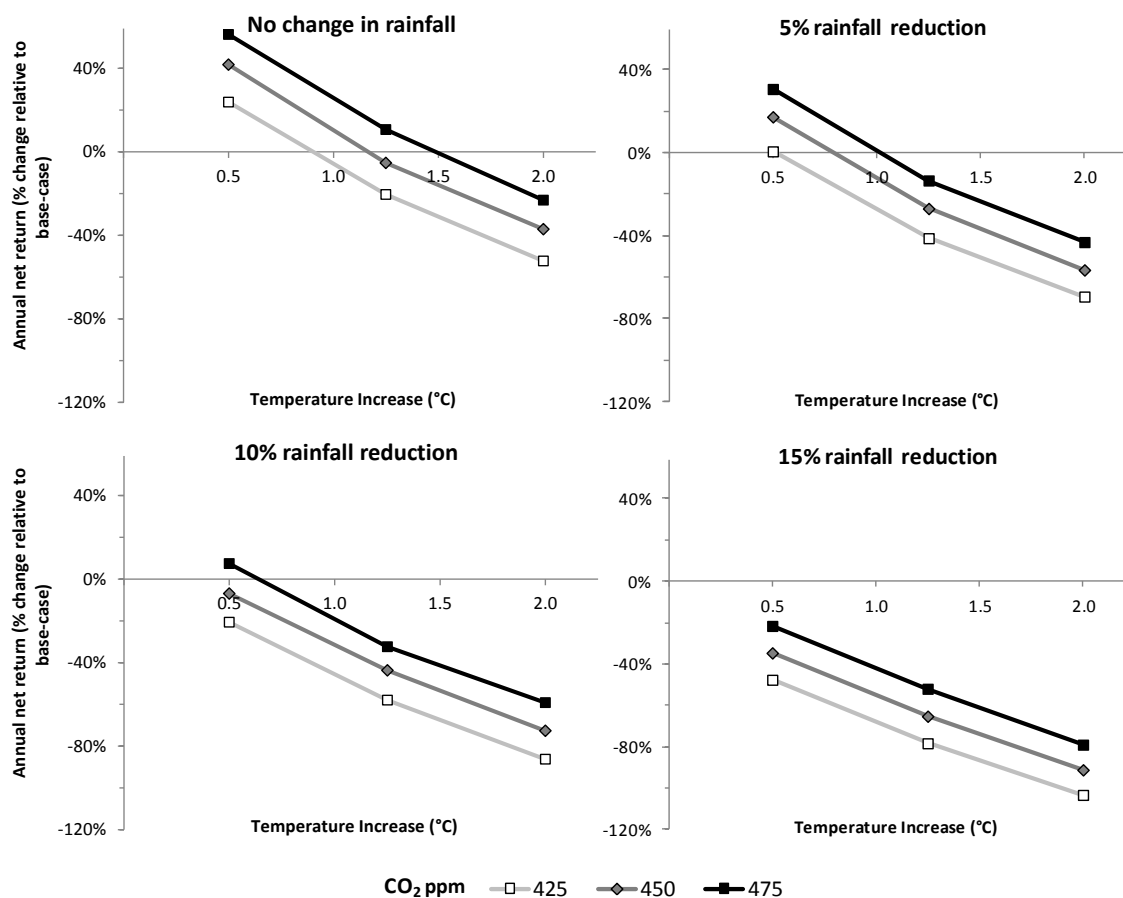 No change in rainfall
Annual net return (% change relative to
base-case)
40%
0%
-40%
-80%
-120%
0.5
1.0
1.5
2.0
Temperature Increase (°C)
5% rainfall reduction
40%
0%
-40%
-80%
-120%
0.5
1.0
1.5
2.0
Temperature Increase (°C)
10% rainfall reduction
Annual net return (% change relative to
base-case)
40%
0%
-40%
-80%
-120%
0.5
1.0
1.5
2.0
Temperature Increase (°C)
15% rainfall reduction
40%
0%
-40%
-80%
-120%
0.5
1.0
1.5
2.0
Temperature Increase (°C)
CO₂ ppm 425 450 475